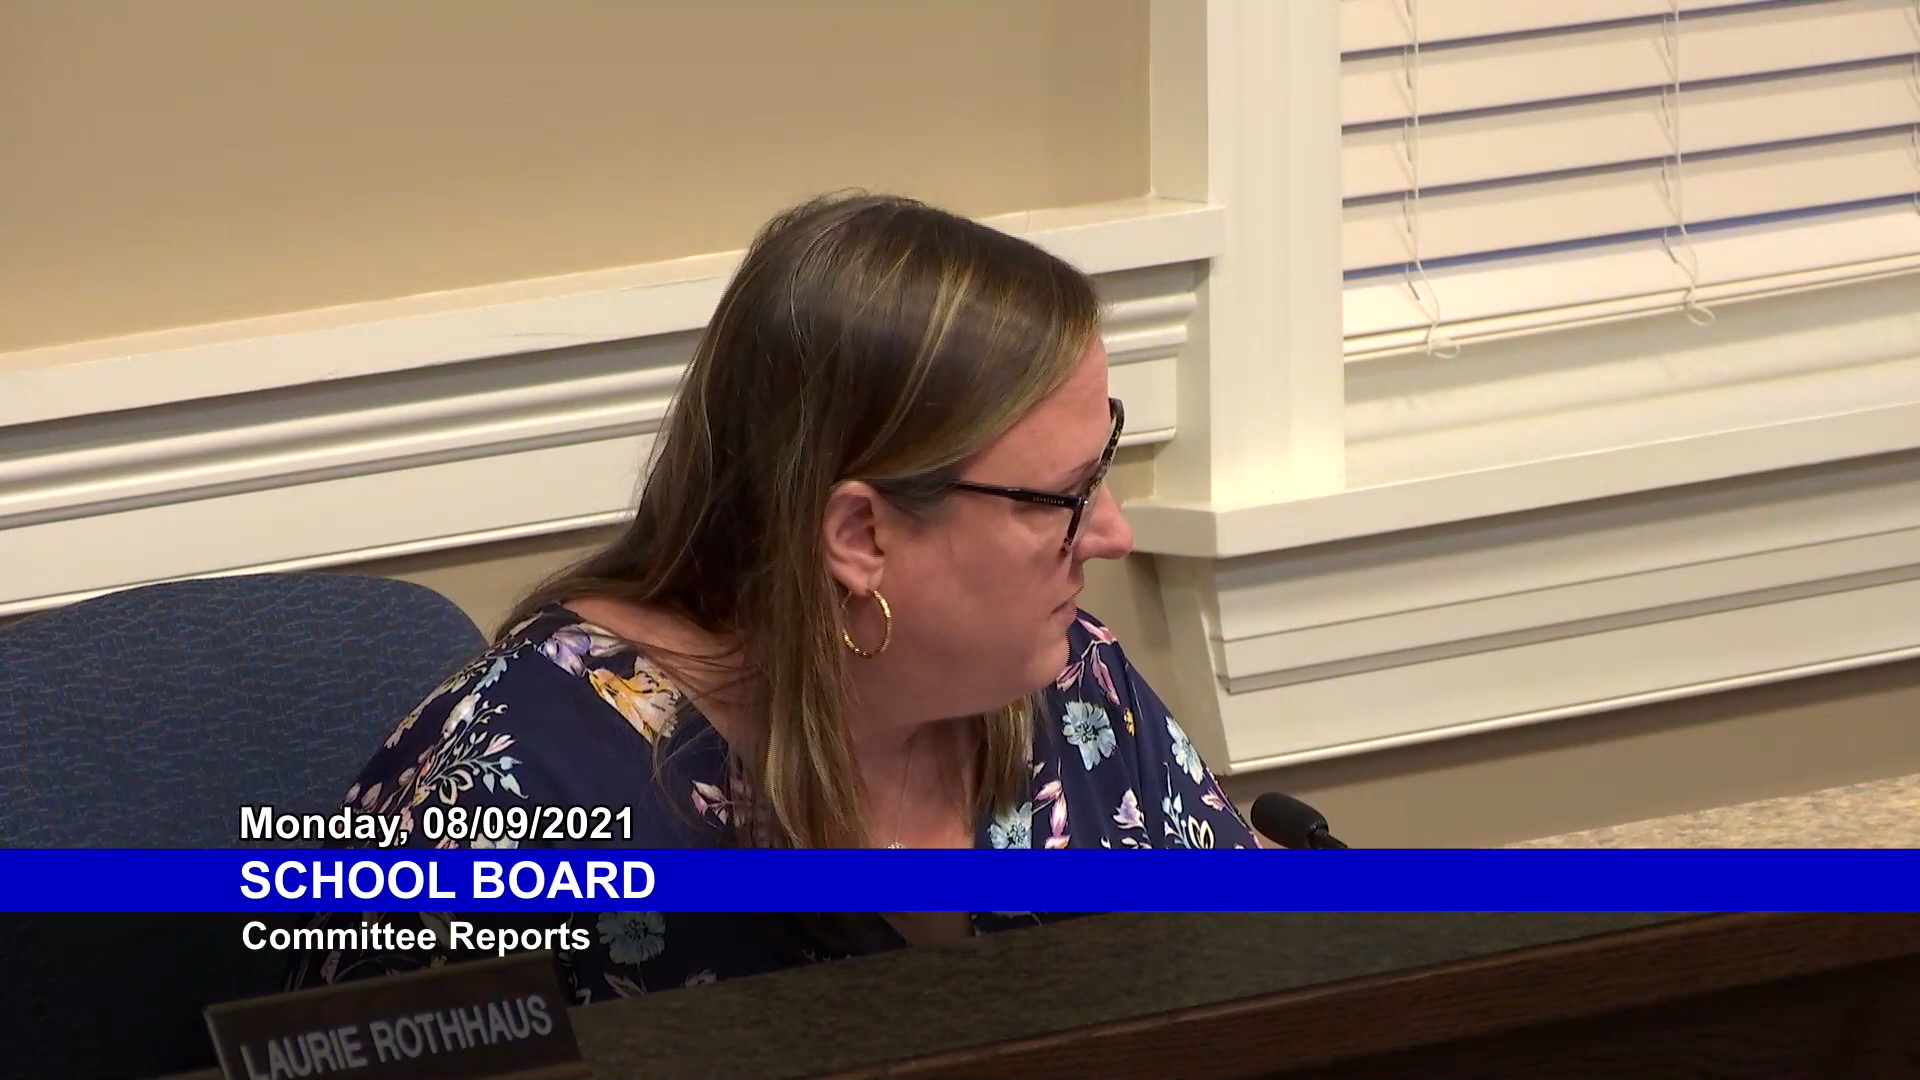 Monday, 08/09/2021
SCHOOL BOARD
Committee Reports
LAURIE ROTHHAUS